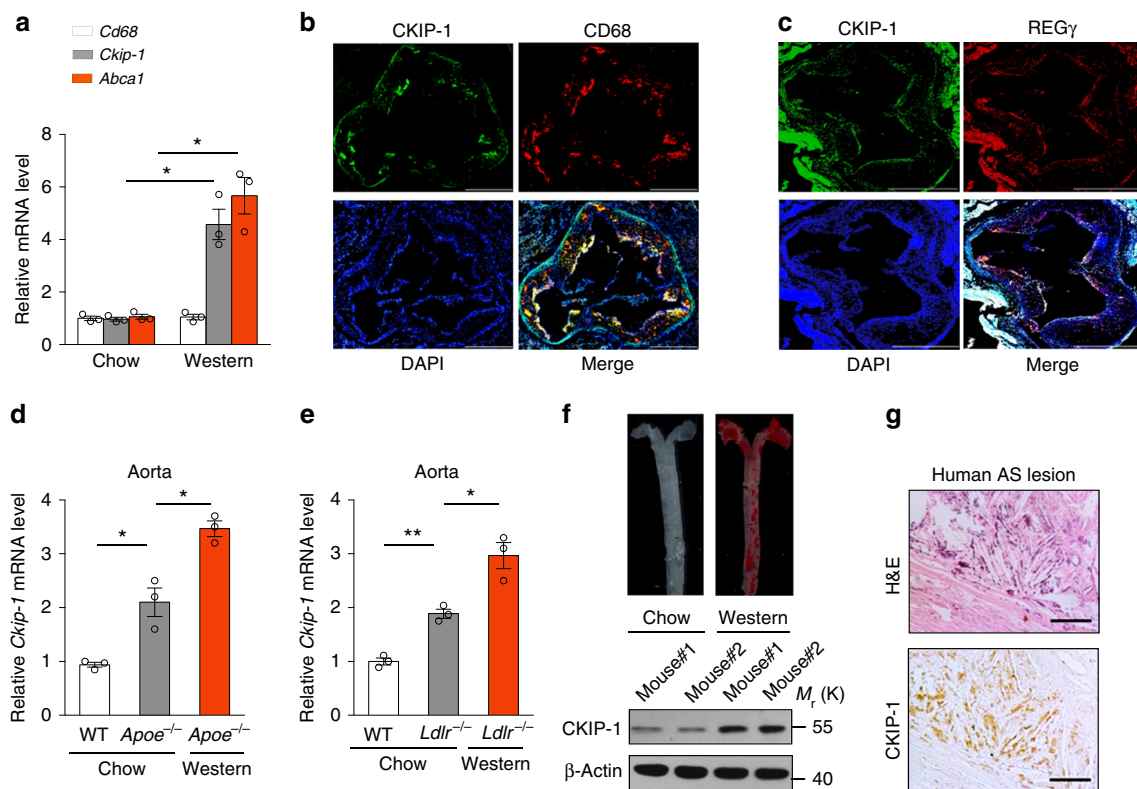 a
Cd68
Ckip-1
Abca1
Relative mRNA level
8
6
4
2
0
*
*
Chow
Western
b
CKIP-1
CD68
DAPI
Merge
c
CKIP-1
REGγ
DAPI
Merge
d
Aorta
Relative Ckip-1 mRNA level
4
3
2
1
0
*
*
WT
Apoe–/–
Apoe–/–
Chow
Western
e
Aorta
Relative Ckip-1 mRNA level
4
3
2
1
0
**
*
WT
Ldlr–/–
Ldlr–/–
Chow
Western
f
Chow
Western
Mouse#1
Mouse#2
Mouse#1
Mouse#2
Mr (K)
CKIP-1
55
β-Actin
40
g
Human AS lesion
H&E
CKIP-1